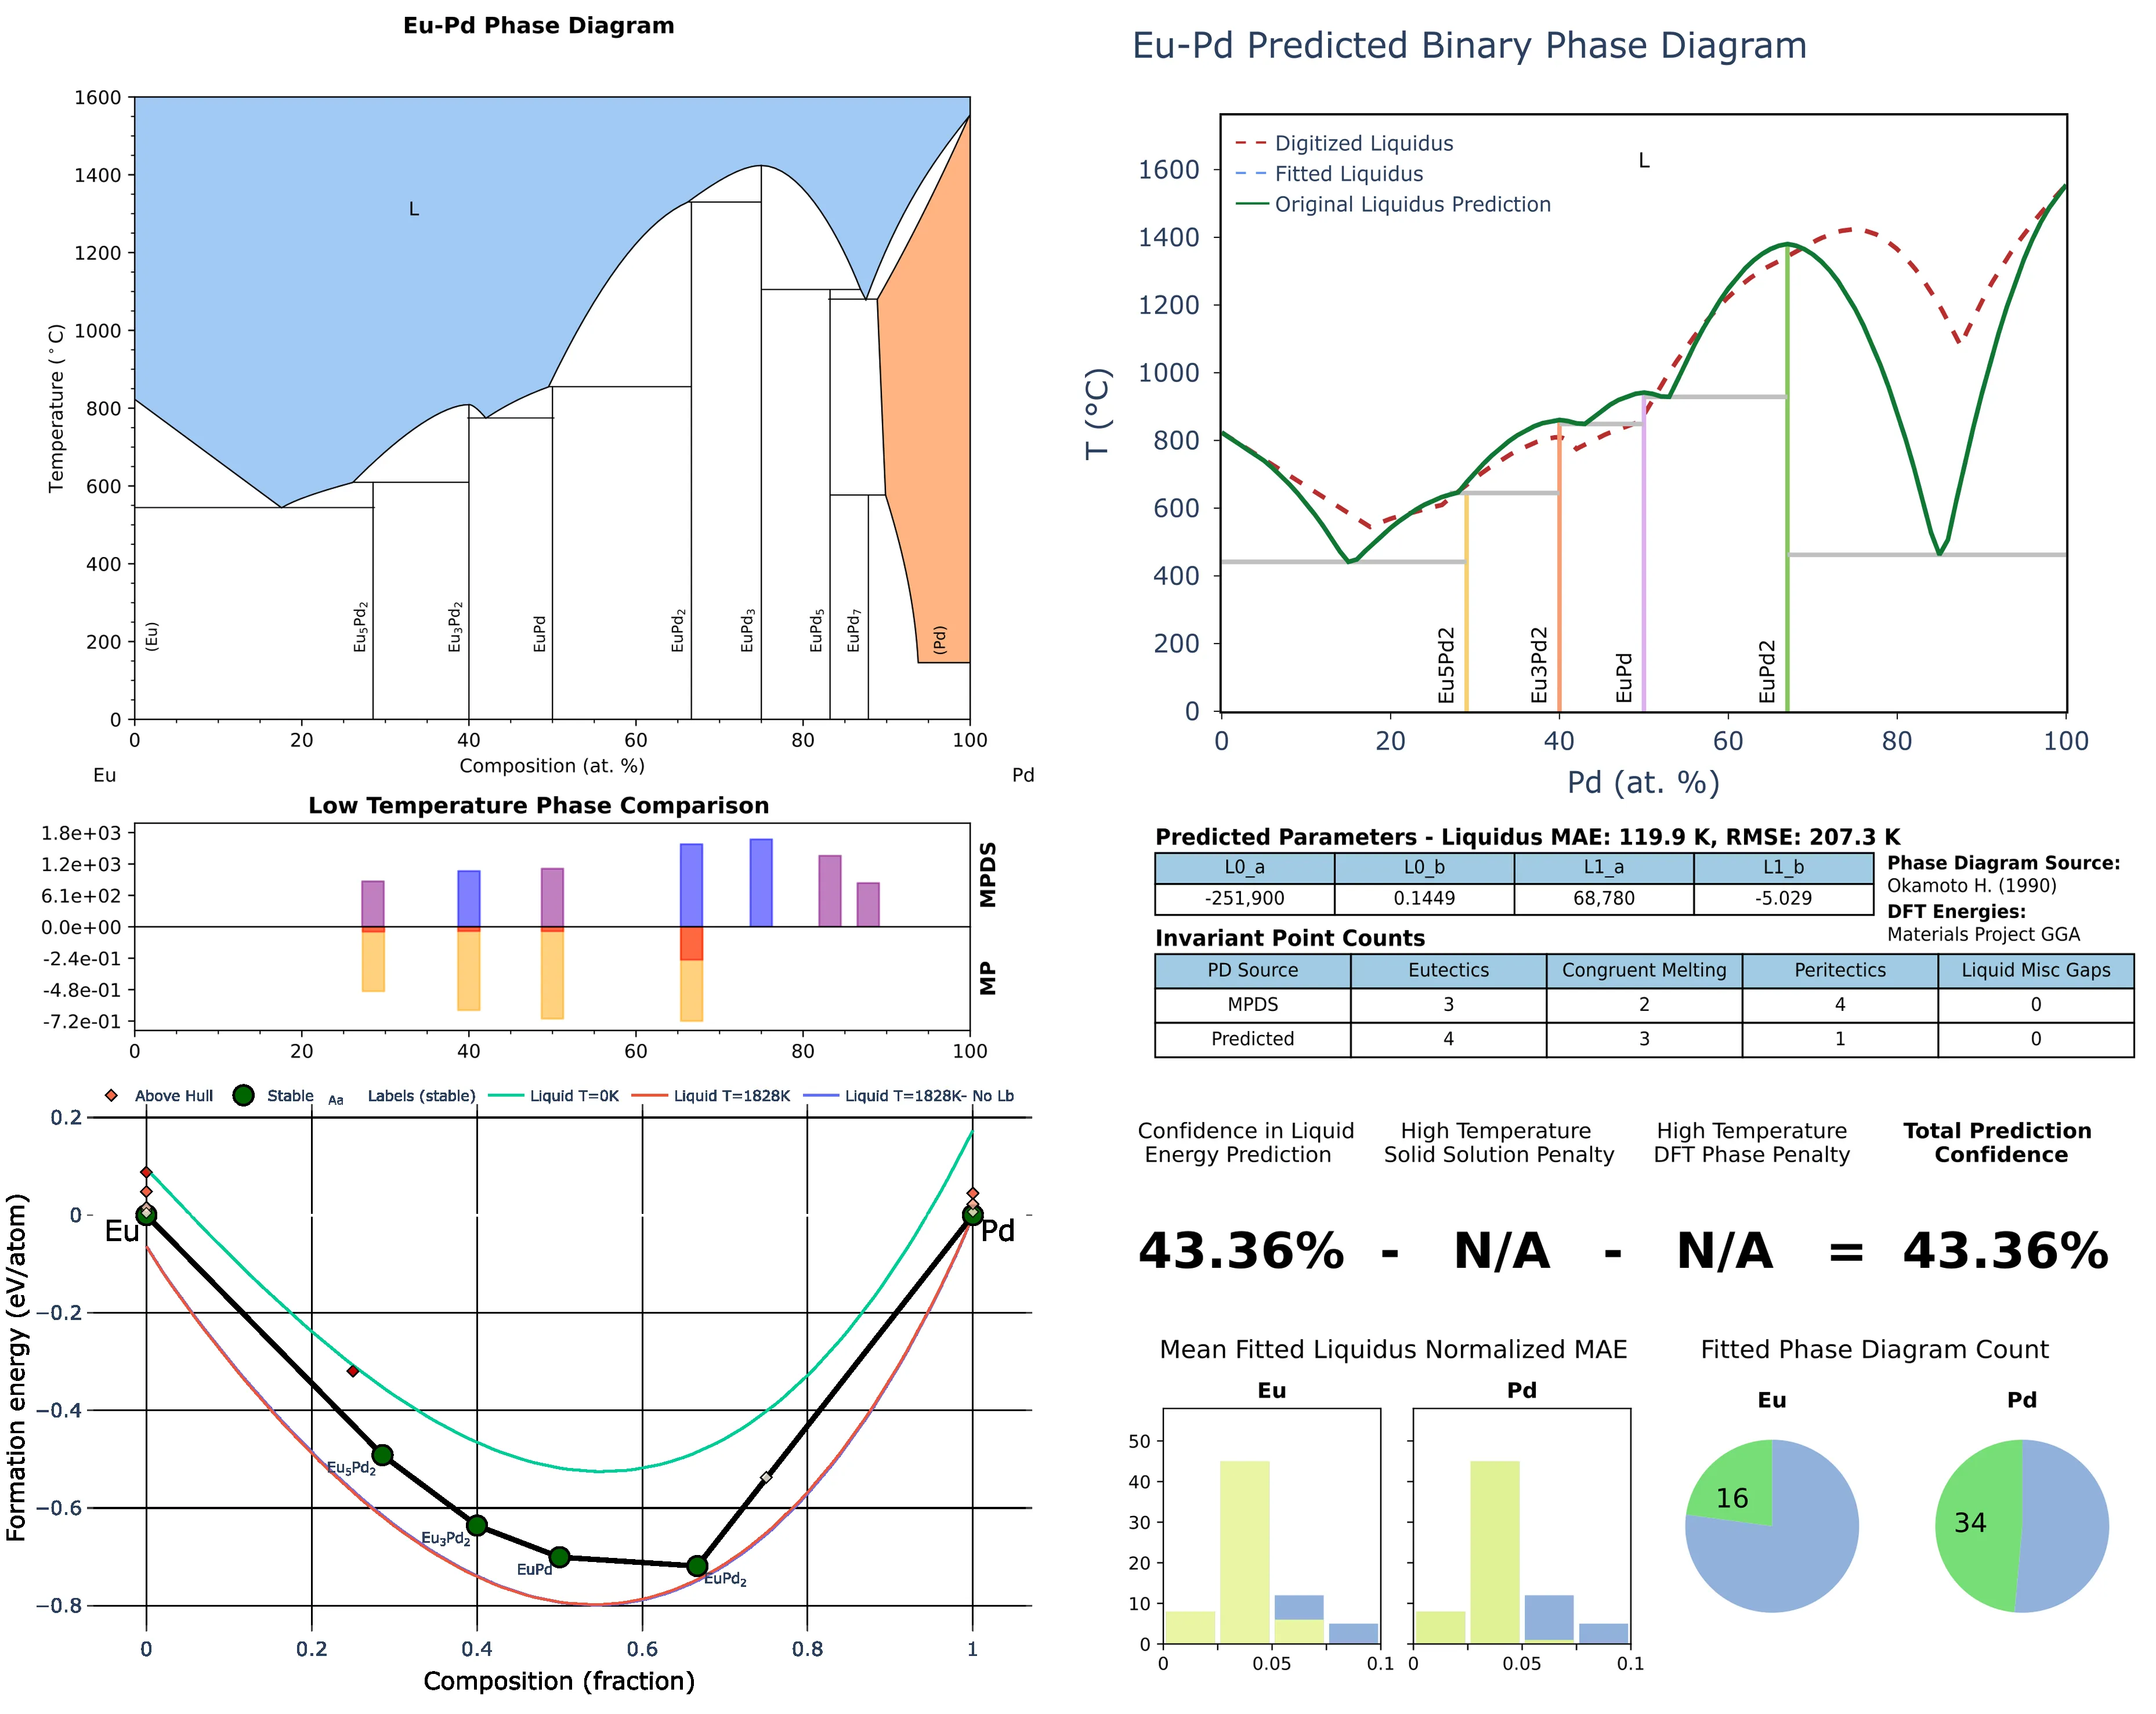 Eu-Pd Phase Diagram
1600
1400
1200
1000
800
600
400
200
0
Temperature (°C)
L
(Eu)
Eu5Pd2
Eu3Pd2
EuPd
EuPd2
EuPd3
EuPd5
EuPd7
(Pd)
0 20 40 60 80 100
Eu Composition (at. %) Pd
Low Temperature Phase Comparison
1.8e+03
1.2e+03
6.1e+02
0.0e+00
-2.4e-01
-4.8e-01
-7.2e-01
MPDS
MP
0 20 40 60 80 100
Above Hull Stable Aa Labels (stable) Liquid T=0K Liquid T=1828K Liquid T=1828K- No Lb
0.2
0
−0.2
−0.4
−0.6
−0.8
Formation energy (eV/atom)
Eu
Pd
Eu5Pd2
Eu3Pd2
EuPd
EuPd2
0 0.2 0.4 0.6 0.8 1
Composition (fraction)
Eu-Pd Predicted Binary Phase Diagram
Digitized Liquidus
Fitted Liquidus
Original Liquidus Prediction
L
1600
1400
1200
1000
800
600
400
200
0
T (°C)
Eu5Pd2
Eu3Pd2
EuPd
EuPd2
0 20 40 60 80 100
Pd (at. %)
Predicted Parameters - Liquidus MAE: 119.9 K, RMSE: 207.3 K
L0_a L0_b L1_a L1_b
-251,900 0.1449 68,780 -5.029
Phase Diagram Source:
Okamoto H. (1990)
DFT Energies:
Materials Project GGA
Invariant Point Counts
PD Source Eutectics Congruent Melting Peritectics Liquid Misc Gaps
MPDS 3 2 4 0
Predicted 4 3 1 0
Confidence in Liquid Energy Prediction
High Temperature Solid Solution Penalty
High Temperature DFT Phase Penalty
Total Prediction Confidence
43.36% - N/A - N/A = 43.36%
Mean Fitted Liquidus Normalized MAE
Eu
Pd
50
40
30
20
10
0
0 0.05 0.1
0 0.05 0.1
Fitted Phase Diagram Count
Eu
Pd
16
34